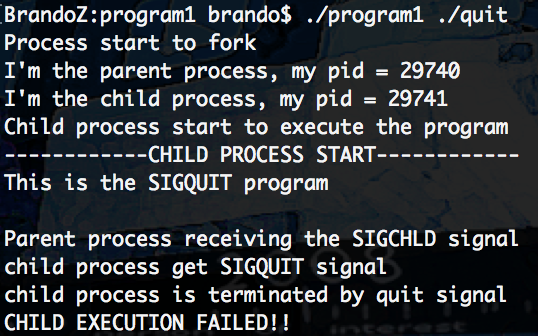 BrandoZ:program1 brando$ ./program1 ./quit
Process start to fork
I'm the parent process, my pid = 29740
I'm the child process, my pid = 29741
Child process start to execute the program
------------CHILD PROCESS START------------
This is the SIGQUIT program
Parent process receiving the SIGCHLD signal
child process get SIGQUIT signal
child process is terminated by quit signal
CHILD EXECUTION FAILED!!